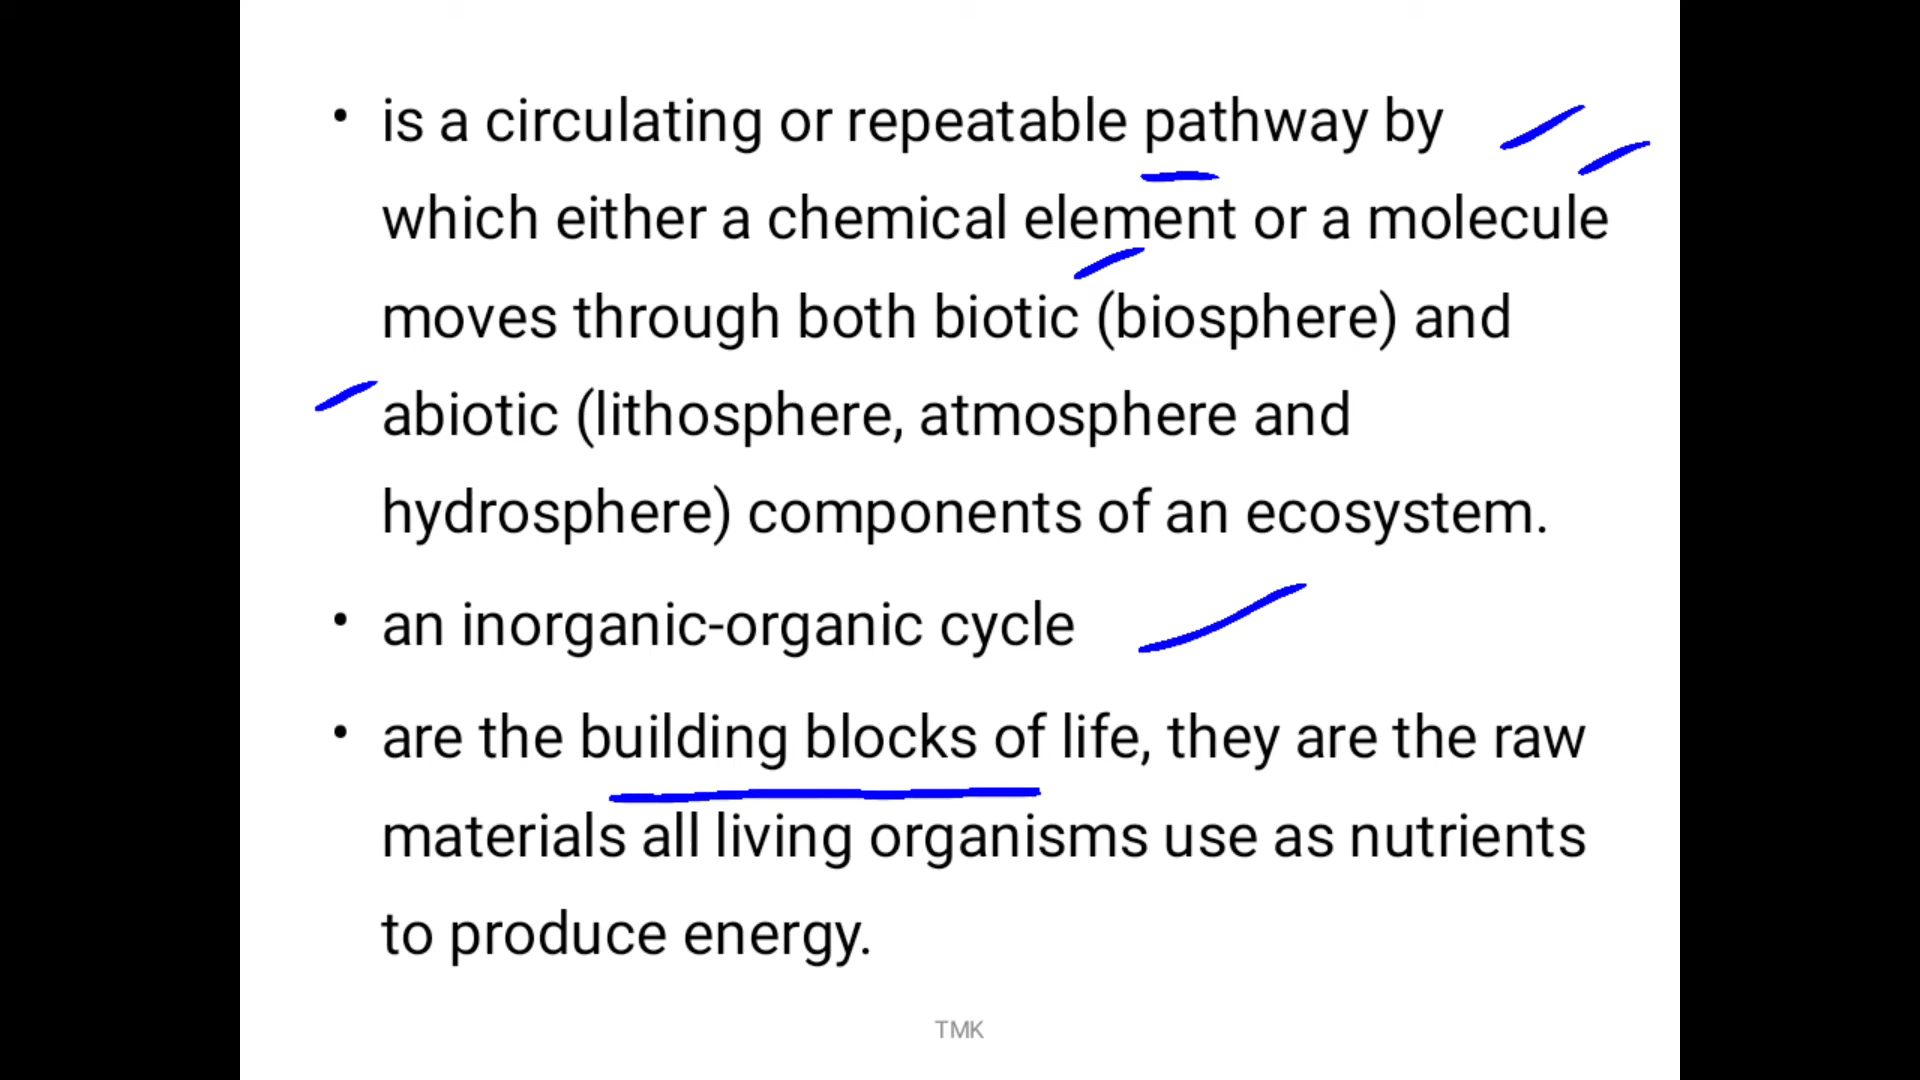 • is a circulating or repeatable pathway by
which either a chemical element or a molecule
moves through both biotic (biosphere) and
abiotic (lithosphere, atmosphere and
hydrosphere) components of an ecosystem.
• an inorganic-organic cycle
• are the building blocks of life, they are the raw
materials all living organisms use as nutrients
to produce energy.
TMK